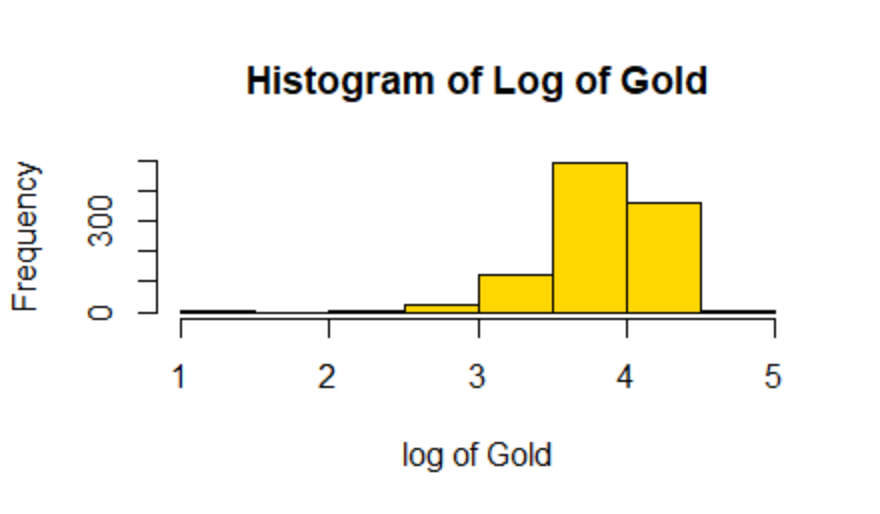 Histogram of Log of Gold
Frequency
300
0
1 2 3 4 5
log of Gold